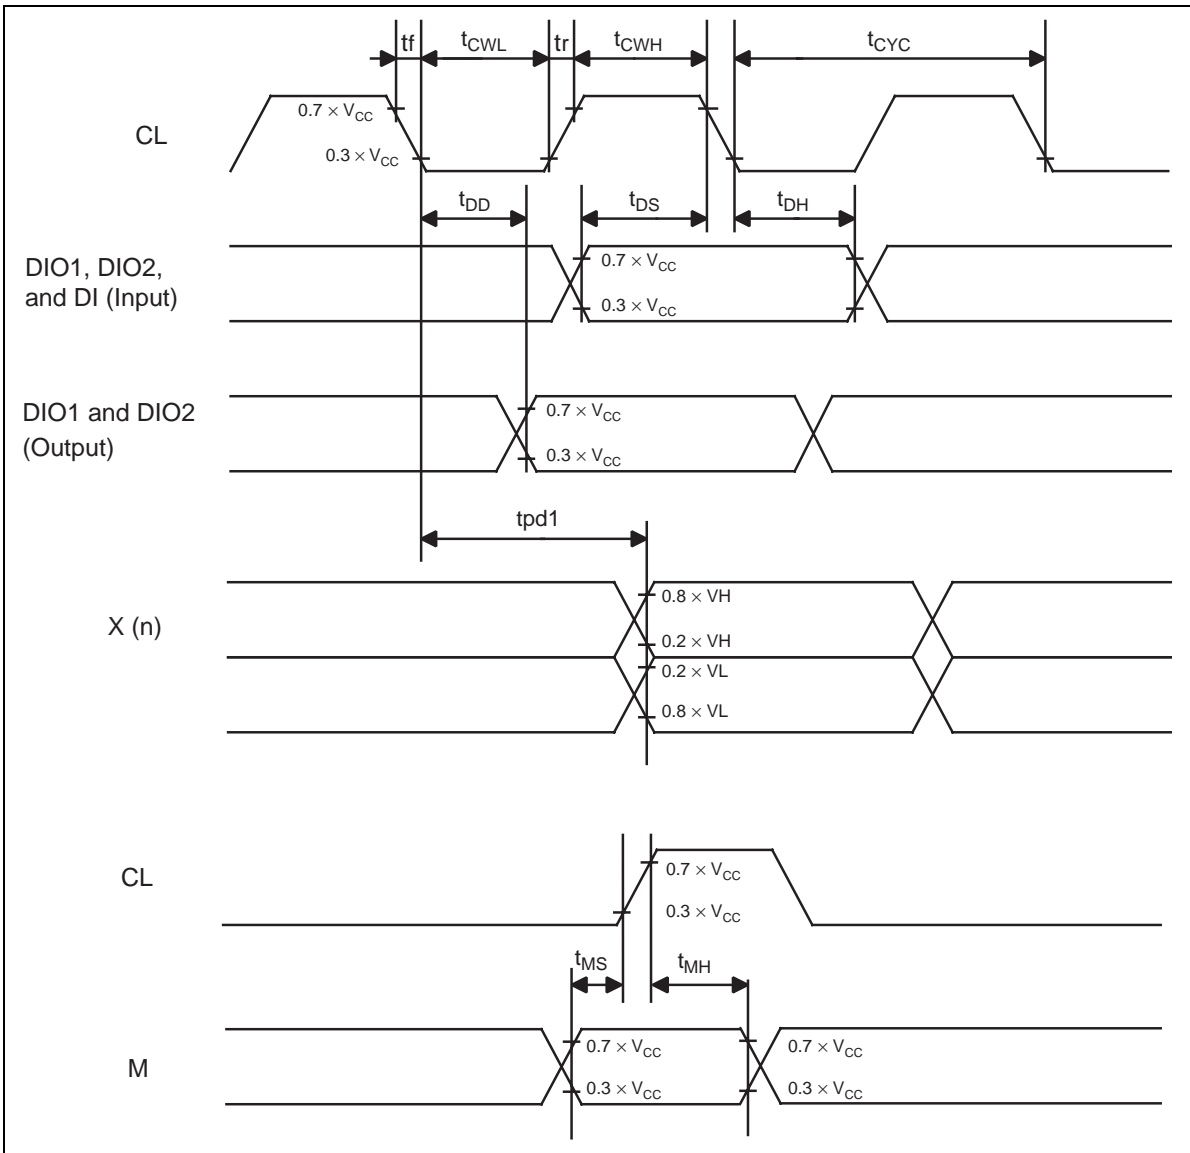 tf tCWL tr tCWH tCYC
CL
0.7 × VCC
0.3 × VCC
tDD tDS tDH
DIO1, DIO2,
and DI (Input)
0.7 × VCC
0.3 × VCC
DIO1 and DIO2
(Output)
0.7 × VCC
0.3 × VCC
tpd1
X (n)
0.8 × VH
0.2 × VH
0.2 × VL
0.8 × VL
CL
0.7 × VCC
0.3 × VCC
tMS tMH
M
0.7 × VCC 0.7 × VCC
0.3 × VCC 0.3 × VCC